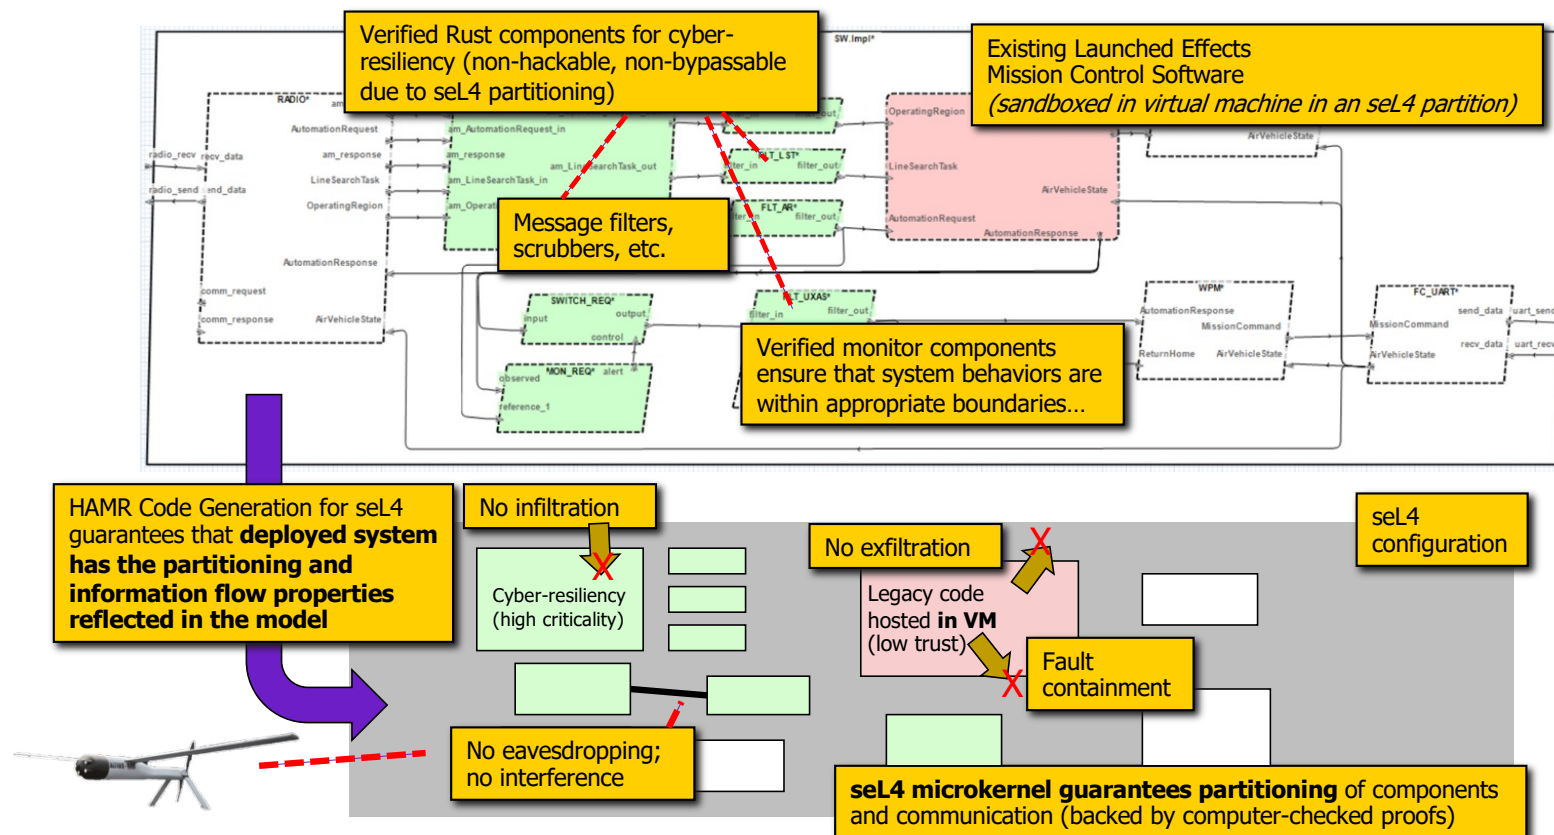 Verified Rust components for cyber-
resiliency (non-hackable, non-bypassable
due to seL4 partitioning)
SW.Impl*
Existing Launched Effects
Mission Control Software
(sandboxed in virtual machine in an seL4 partition)
RADIO*
AutomationRequest
am_response
LineSearchTask
OperatingRegion
AutomationResponse
comm_request
comm_response
AirVehicleState
radio_recv
recv_data
radio_send
end_data
am_AutomationRequest_in
am_response
am_LineSearchTask_out
am_LineSearchTask_in
filter_out
FLT_LST*
filter_in
filter_out
FLT_AR*
filter_out
OperatingRegion
LineSearchTask
AirVehicleState
AutomationRequest
AutomationResponse
AirVehicleState
Message filters,
scrubbers, etc.
SWITCH_REQ*
input
output
control
MON_REQ*
alert
observed
reference_1
FLT_UXAS*
filter_in
filter_out
WPM*
AutomationResponse
MissionCommand
ReturnHome
AirVehicleState
FC_UART*
send_data
uart_send
MissionCommand
recv_data
uart_recv
AirVehicleState
Verified monitor components
ensure that system behaviors are
within appropriate boundaries…
HAMR Code Generation for seL4
guarantees that deployed system
has the partitioning and
information flow properties
reflected in the model
No infiltration
X
Cyber-resiliency
(high criticality)
No exfiltration
X
Legacy code
hosted in VM
(low trust)
X
Fault
containment
seL4
configuration
No eavesdropping;
no interference
seL4 microkernel guarantees partitioning of components
and communication (backed by computer-checked proofs)